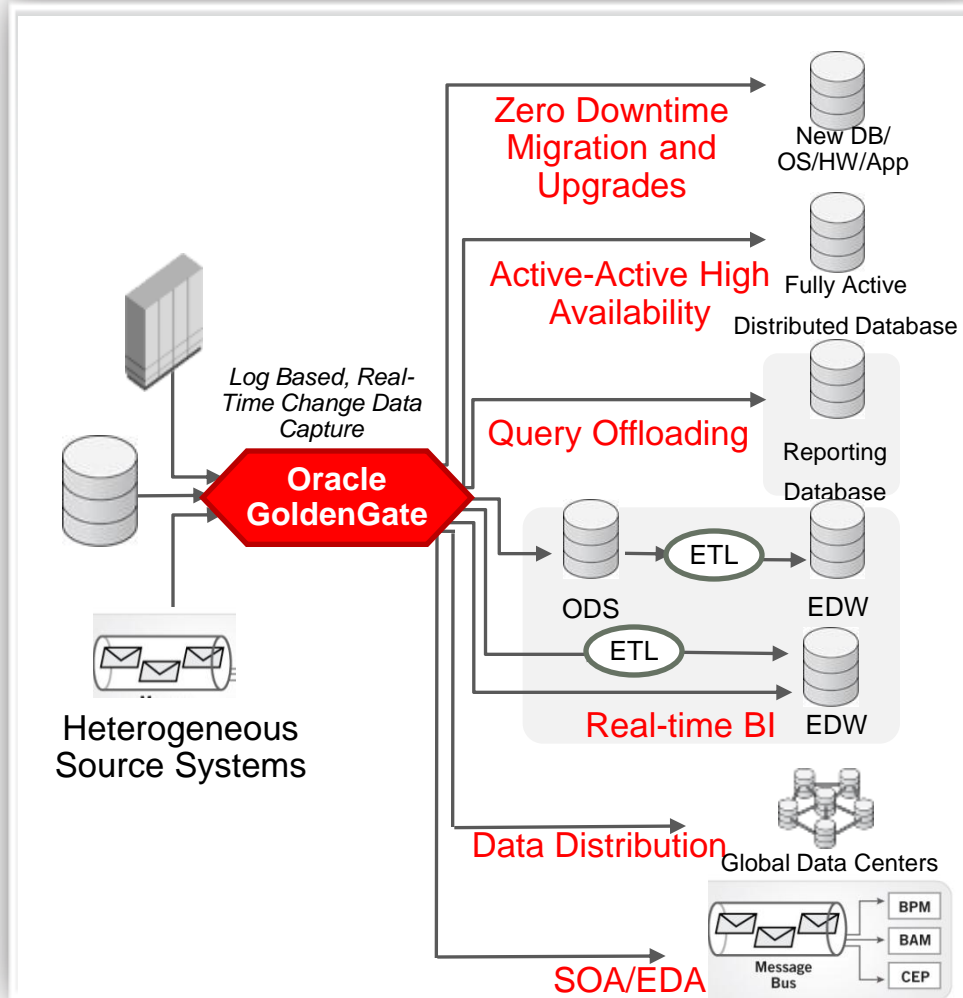 Zero Downtime
Migration and
Upgrades
New DB/
OS/HW/App
Active-Active High
Availability
Fully Active
Distributed Database
Log Based, Real-
Time Change Data
Capture
Query Offloading
Reporting
Database
Oracle
GoldenGate
ETL
ODS
EDW
ETL
Real-time BI
EDW
Heterogeneous
Source Systems
Data Distribution
Global Data Centers
BPM
BAM
CEP
Message
Bus
SOA/EDA